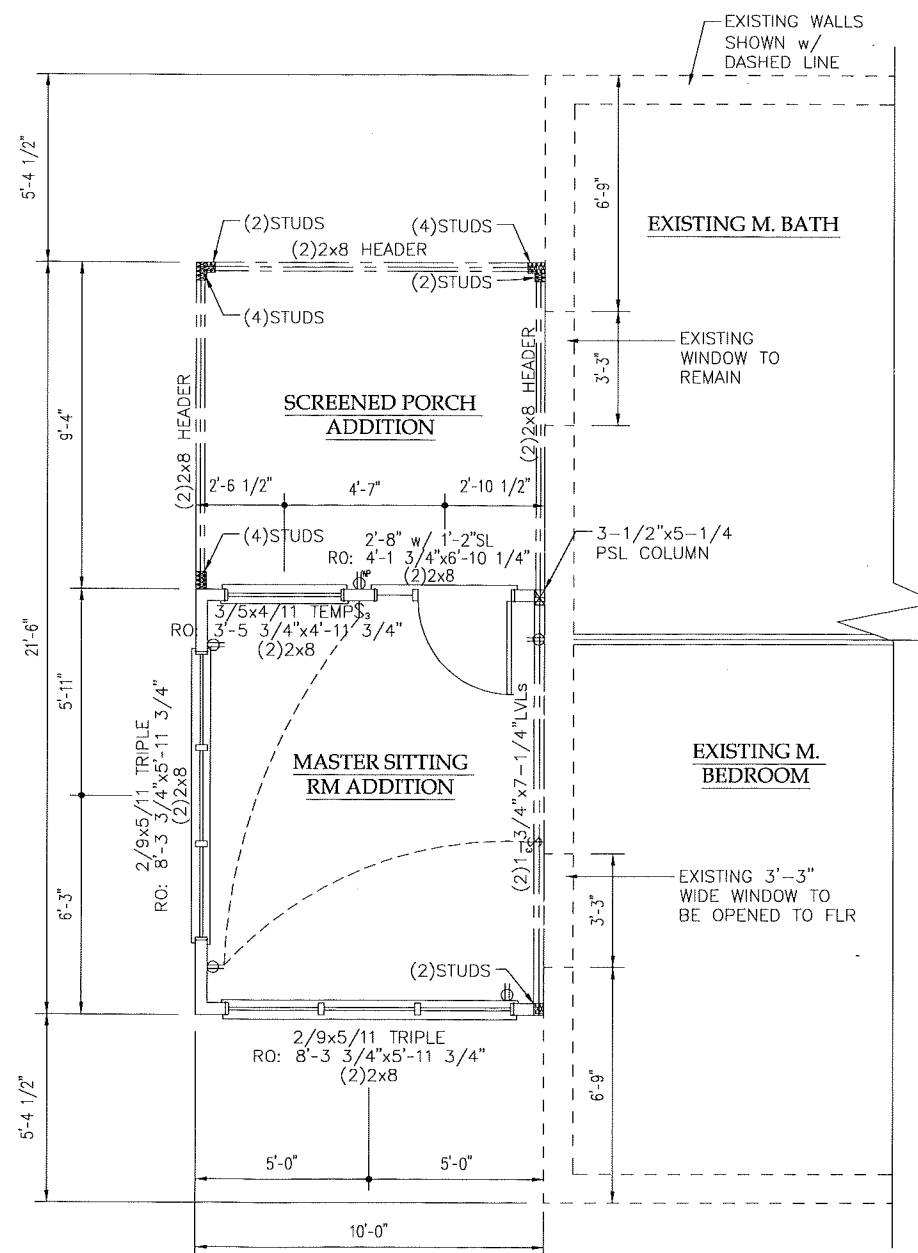 EXISTING WALLS
SHOWN w/
DASHED LINE
5'-4 1/2"
6'-9"
EXISTING M. BATH
(2)STUDS
(4)STUDS
(2)2x8 HEADER
(2)STUDS
(4)STUDS
EXISTING
WINDOW TO
REMAIN
3'-3"
9'-4"
(2)2x8 HEADER
SCREENED PORCH
ADDITION
(2)2x8 HEADER
2'-6 1/2"
4'-7"
2'-10 1/2"
(4)STUDS
2'-8" w/ 1'-2"SL
RO: 4'-1 3/4"x6'-10 1/4"
(2)2x8
WP
3-1/2"x5-1/4
PSL COLUMN
3/5x4/11 TEMP
$3
RO: 3'-5 3/4"x4'-11 3/4"
(2)2x8
21'-6"
5'-11"
2/9x5/11 TRIPLE
RO: 8'-3 3/4"x5'-11 3/4"
(2)2x8
MASTER SITTING
RM ADDITION
(2)1-3/4"x7-1/4"LVLs
EXISTING M.
BEDROOM
6'-3"
EXISTING 3'-3"
WIDE WINDOW TO
BE OPENED TO FLR
3'-3"
(2)STUDS
2/9x5/11 TRIPLE
RO: 8'-3 3/4"x5'-11 3/4"
(2)2x8
5'-4 1/2"
6'-9"
5'-0"
5'-0"
10'-0"